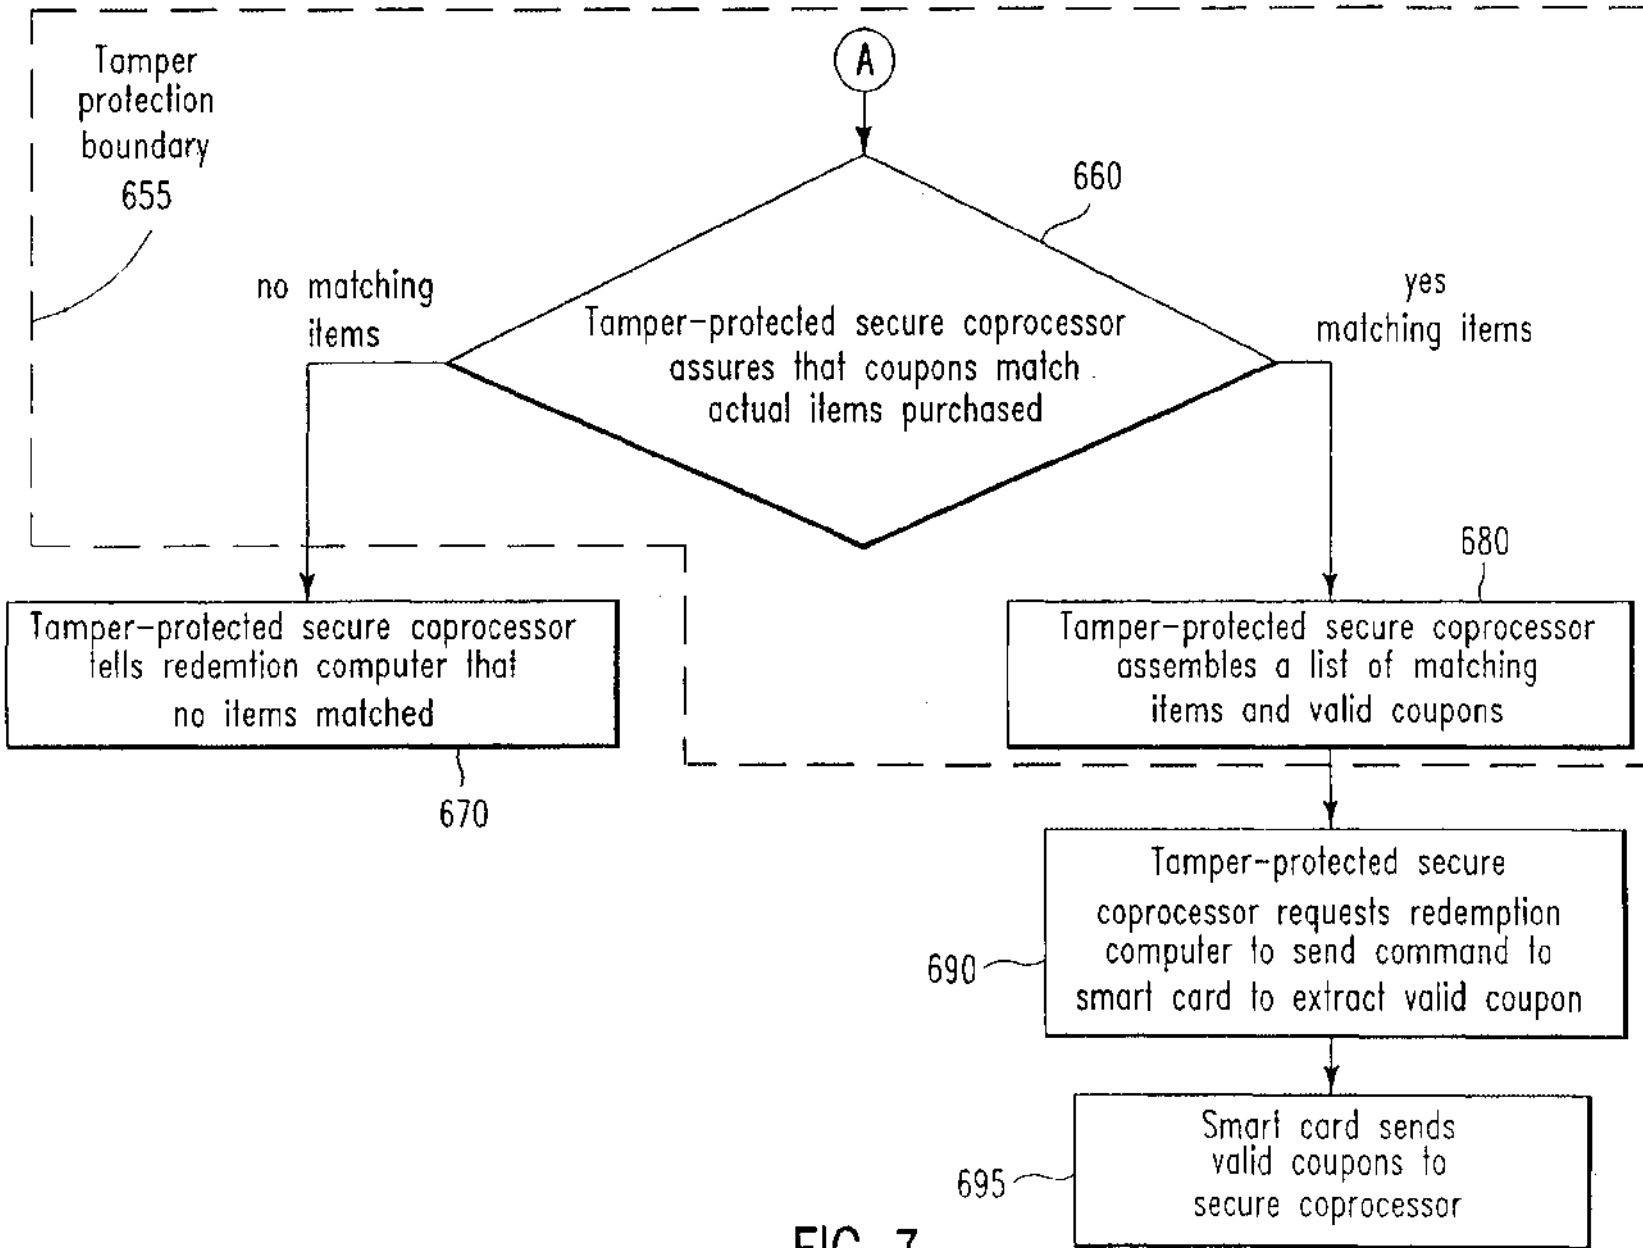 A
Tamper
protection
boundary
655
660
no matching
items
yes
matching items
Tamper-protected secure coprocessor
assures that coupons match
actual items purchased
680
Tamper-protected secure coprocessor
tells redemtion computer that
no items matched
670
Tamper-protected secure coprocessor
assembles a list of matching
items and valid coupons
Tamper-protected secure
coprocessor requests redemption
computer to send command to
smart card to extract valid coupon
690
Smart card sends
valid coupons to
secure coprocessor
695
FIG. 7